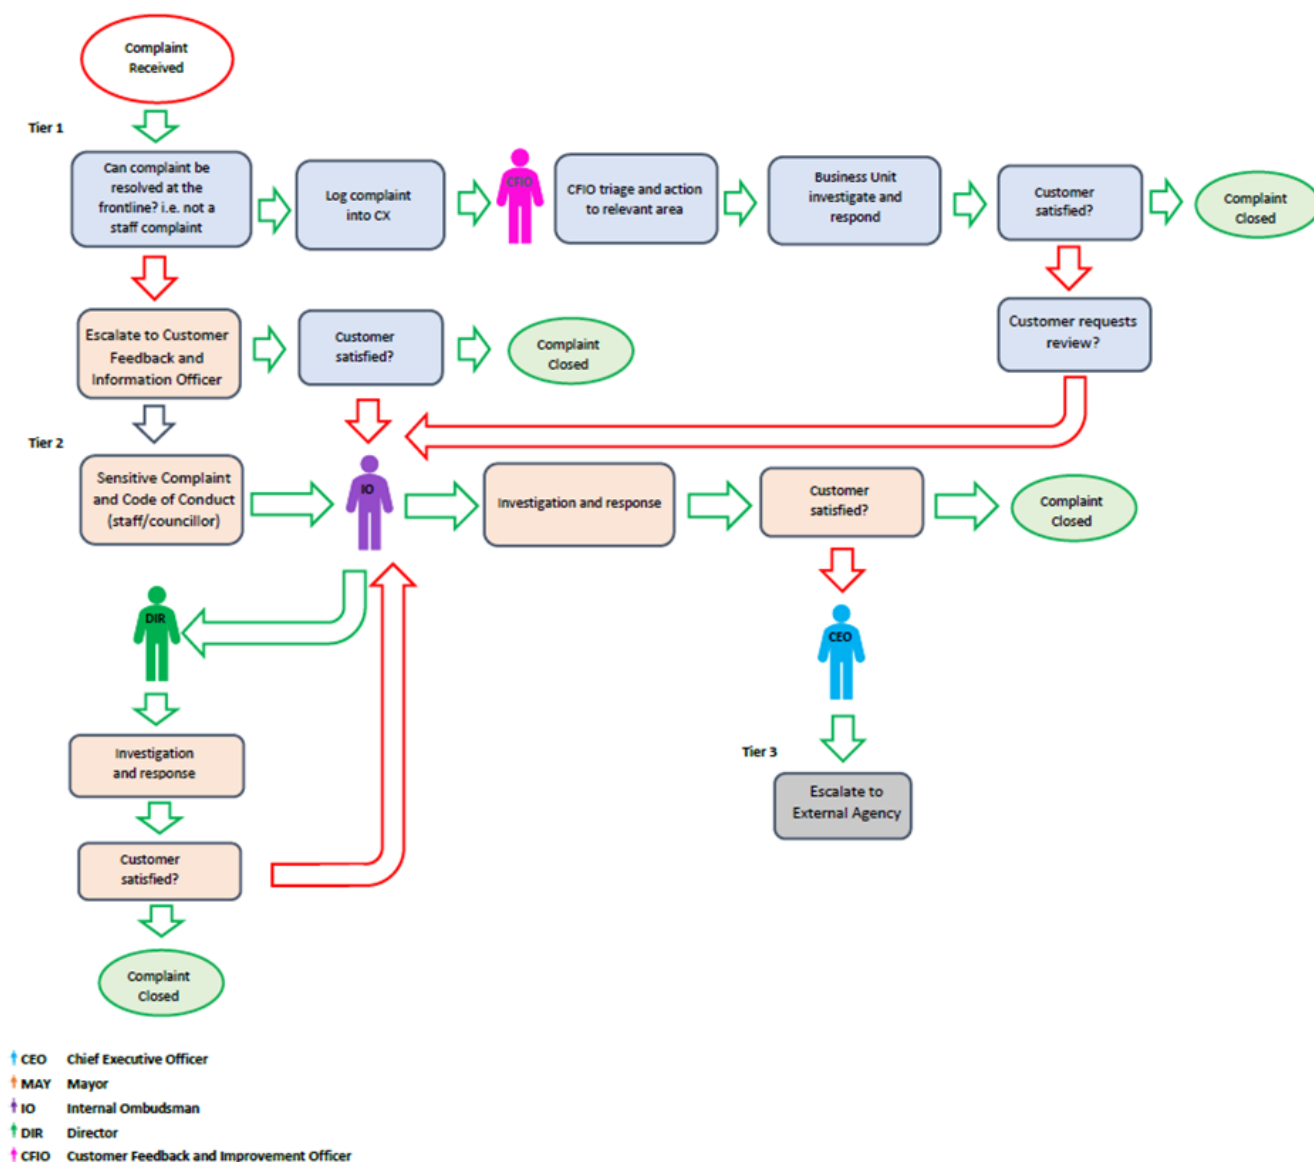 Complaint
Received
Tier 1
Can complaint be
resolved at the
frontline? i.e. not a
staff complaint
Log complaint
into CX
CFIO
CFIO triage and action
to relevant area
Business Unit
investigate and
respond
Customer
satisfied?
Complaint
Closed
Escalate to Customer
Feedback and
Information Officer
Customer
satisfied?
Complaint
Closed
Customer requests
review?
Tier 2
Sensitive Complaint
and Code of Conduct
(staff/councillor)
IO
Investigation and response
Customer
satisfied?
Complaint
Closed
DIR
CEO
Investigation
and response
Tier 3
Escalate to
External Agency
Customer
satisfied?
Complaint
Closed
CEO Chief Executive Officer
MAY Mayor
IO Internal Ombudsman
DIR Director
CFIO Customer Feedback and Improvement Officer